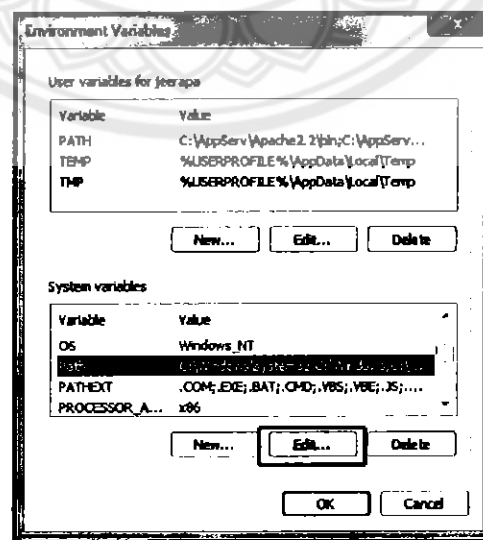 Environment Variables
User variables for jeerapa
Variable Value
PATH C:\AppServ\Apache2.2\bin;C:\AppServ...
TEMP %USERPROFILE%\AppData\Local\Temp
TMP %USERPROFILE%\AppData\Local\Temp
New... Edit... Delete
System variables
Variable Value
OS Windows_NT
Path
PATHEXT .COM;.EXE;.BAT;.CMD;.VBS;.VBE;.JS;....
PROCESSOR_A... x86
New... Edit... Delete
OK Cancel